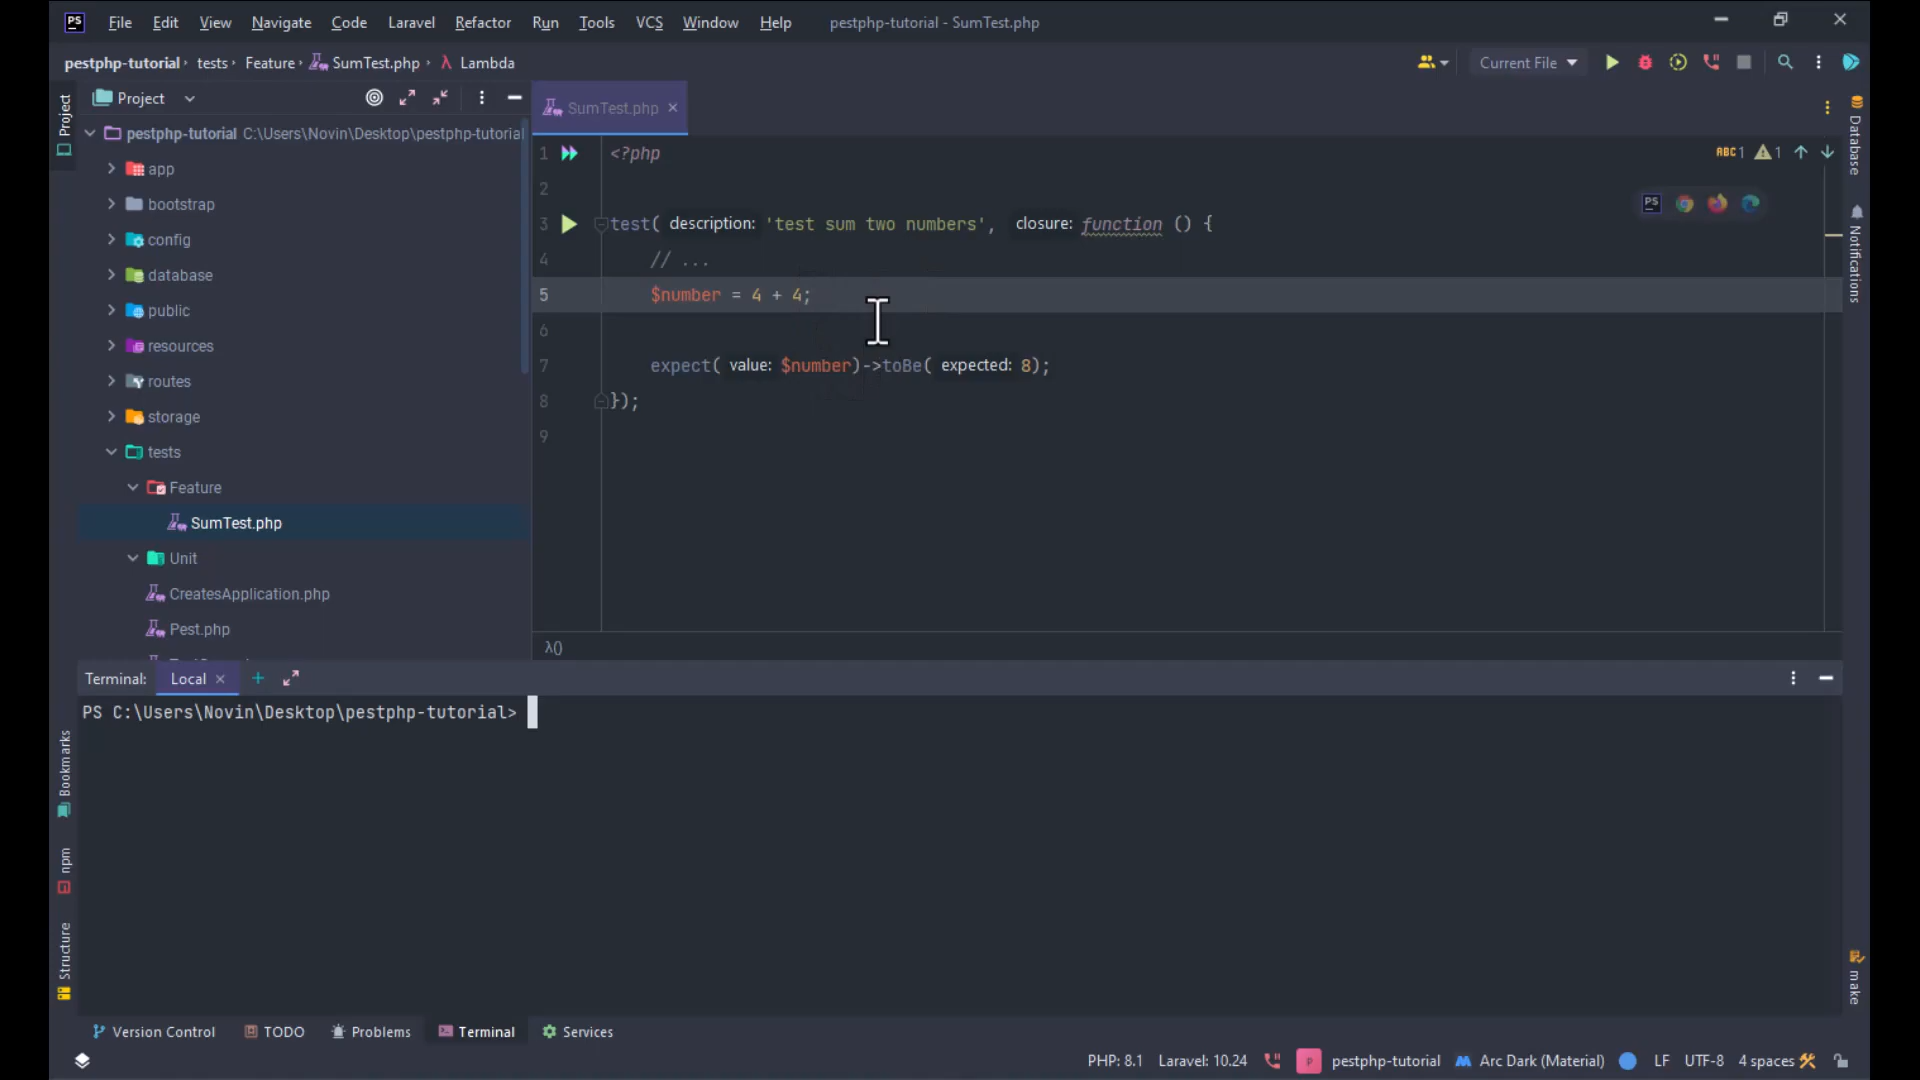 PS File Edit View Navigate Code Laravel Refactor Run Tools VCS Window Help pestphp-tutorial - SumTest.php
pestphp-tutorial › tests › Feature › SumTest.php › λ Lambda
Current File
Project
Project
SumTest.php
pestphp-tutorial C:\Users\Novin\Desktop\pestphp-tutorial
app
bootstrap
config
database
public
resources
routes
storage
tests
Feature
SumTest.php
Unit
CreatesApplication.php
Pest.php
1 <?php
ABC 1 1
2
PS
3 test( description: 'test sum two numbers', closure: function () {
4 // ...
5 $number = 4 + 4;
6
7 expect( value: $number)->toBe( expected: 8);
8 });
9
λ()
Database
Notifications
make
Terminal: Local
PS C:\Users\Novin\Desktop\pestphp-tutorial>
Bookmarks
npm
Structure
Version Control TODO Problems Terminal Services
PHP: 8.1 Laravel: 10.24 p pestphp-tutorial Arc Dark (Material) LF UTF-8 4 spaces